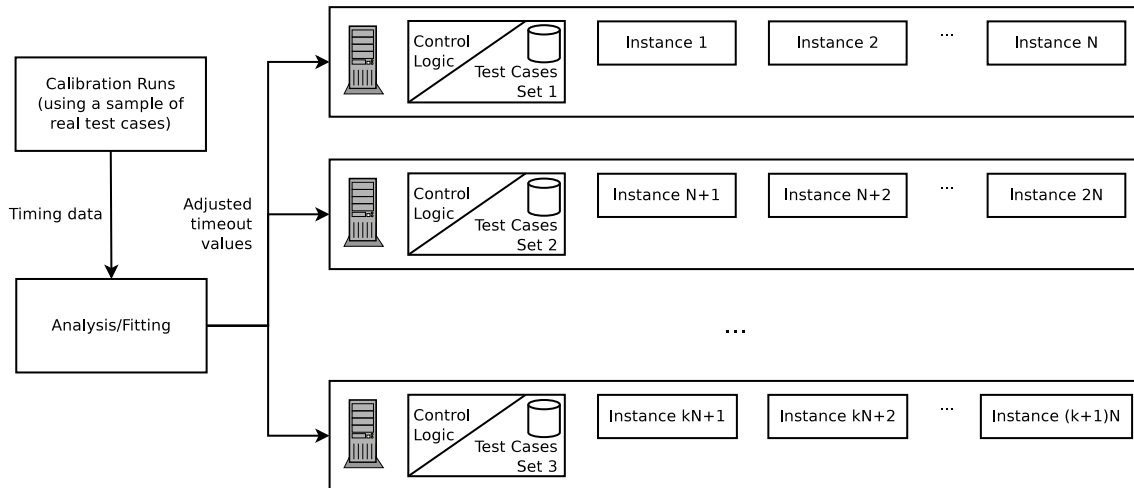 Calibration Runs
(using a sample of
real test cases)
Timing data
Analysis/Fitting
Adjusted
timeout
values
Control
Logic
Test Cases
Set 1
Instance 1
Instance 2
...
Instance N
Control
Logic
Test Cases
Set 2
Instance N+1
Instance N+2
...
Instance 2N
...
Control
Logic
Test Cases
Set 3
Instance kN+1
Instance kN+2
...
Instance (k+1)N